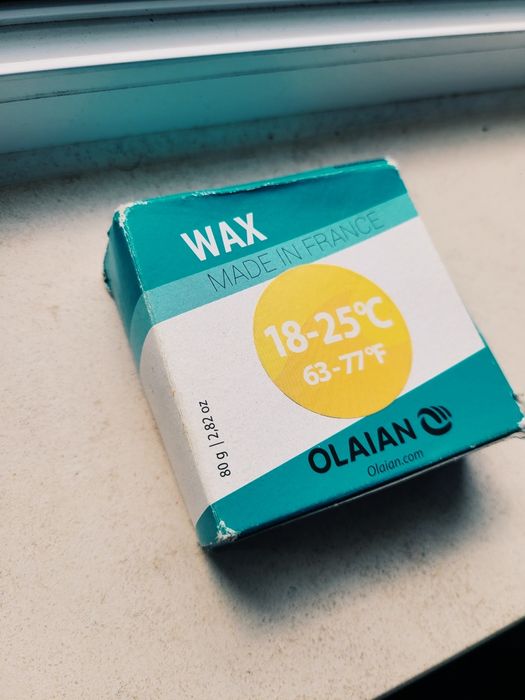 WAX
MADE IN FRANCE
18-25°C
63-77°F
80 g | 2,82 oz
OLAIAN
Olaian.com